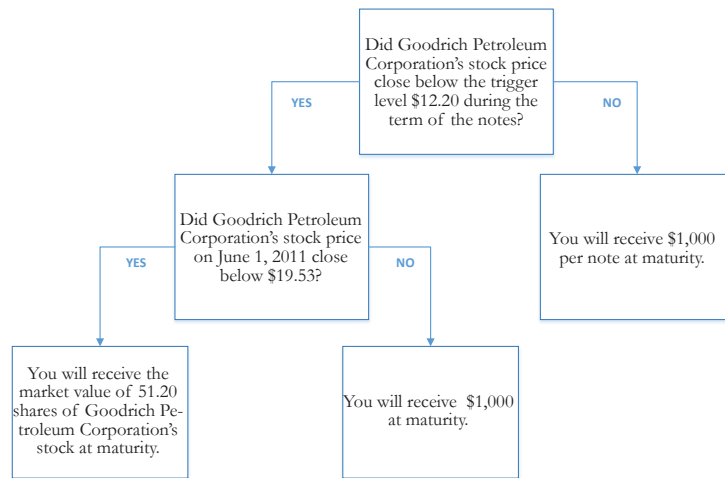 Did Goodrich Petroleum
Corporation's stock price
close below the trigger
level $12.20 during the
term of the notes?
YES
NO
Did Goodrich Petroleum
Corporation's stock price
on June 1, 2011 close
below $19.53?
You will receive $1,000
per note at maturity.
YES
NO
You will receive the
market value of 51.20
shares of Goodrich Pe-
troleum Corporation's
stock at maturity.
You will receive $1,000
at maturity.